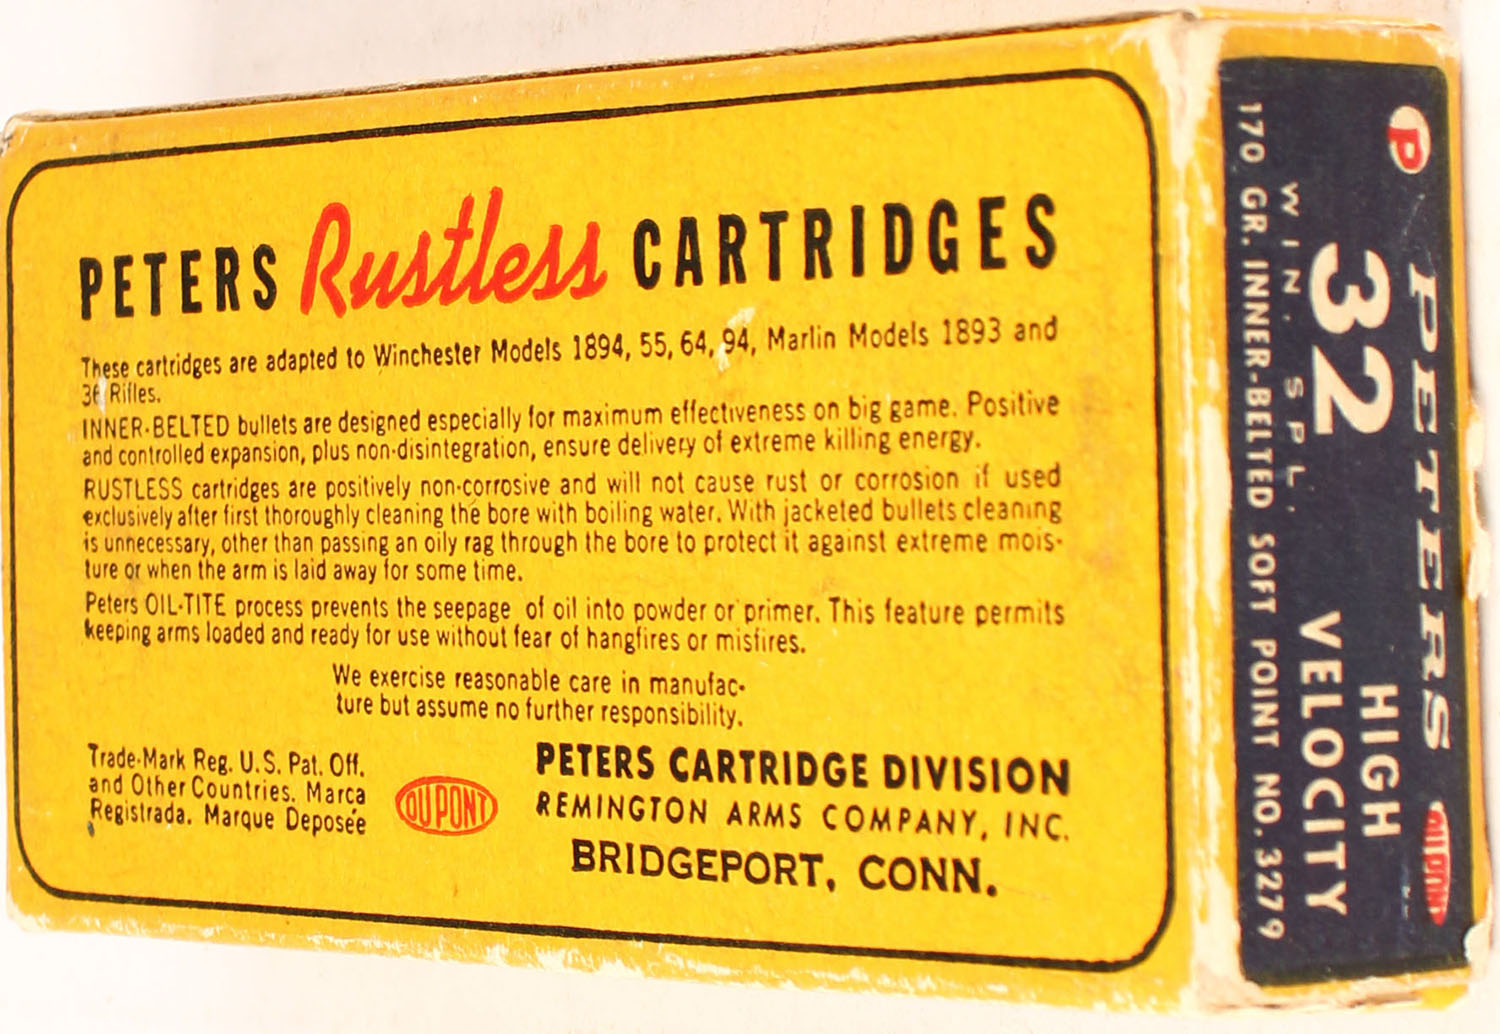 PETERS Rustless CARTRIDGES
These cartridges are adapted to Winchester Models 1894, 55, 64, 94, Marlin Models 1893 and
36 Rifles.
INNER-BELTED bullets are designed especially for maximum effectiveness on big game. Positive
and controlled expansion, plus non-disintegration, ensure delivery of extreme killing energy.
RUSTLESS cartridges are positively non-corrosive and will not cause rust or corrosion if used
exclusively after first thoroughly cleaning the bore with boiling water. With jacketed bullets cleaning
is unnecessary, other than passing an oily rag through the bore to protect it against extreme mois-
ture or when the arm is laid away for some time.
Peters OIL-TITE process prevents the seepage of oil into powder or primer. This feature permits
keeping arms loaded and ready for use without fear of hangfires or misfires.
We exercise reasonable care in manufac-
ture but assume no further responsibility.
Trade-Mark Reg. U.S. Pat. Off.
and Other Countries. Marca
Registrada. Marque Deposée
DU PONT
PETERS CARTRIDGE DIVISION
REMINGTON ARMS COMPANY, INC.
BRIDGEPORT, CONN.
P PETERS DU PONT
32 HIGH
WIN. SPL. VELOCITY
170 GR. INNER-BELTED SOFT POINT NO. 3279